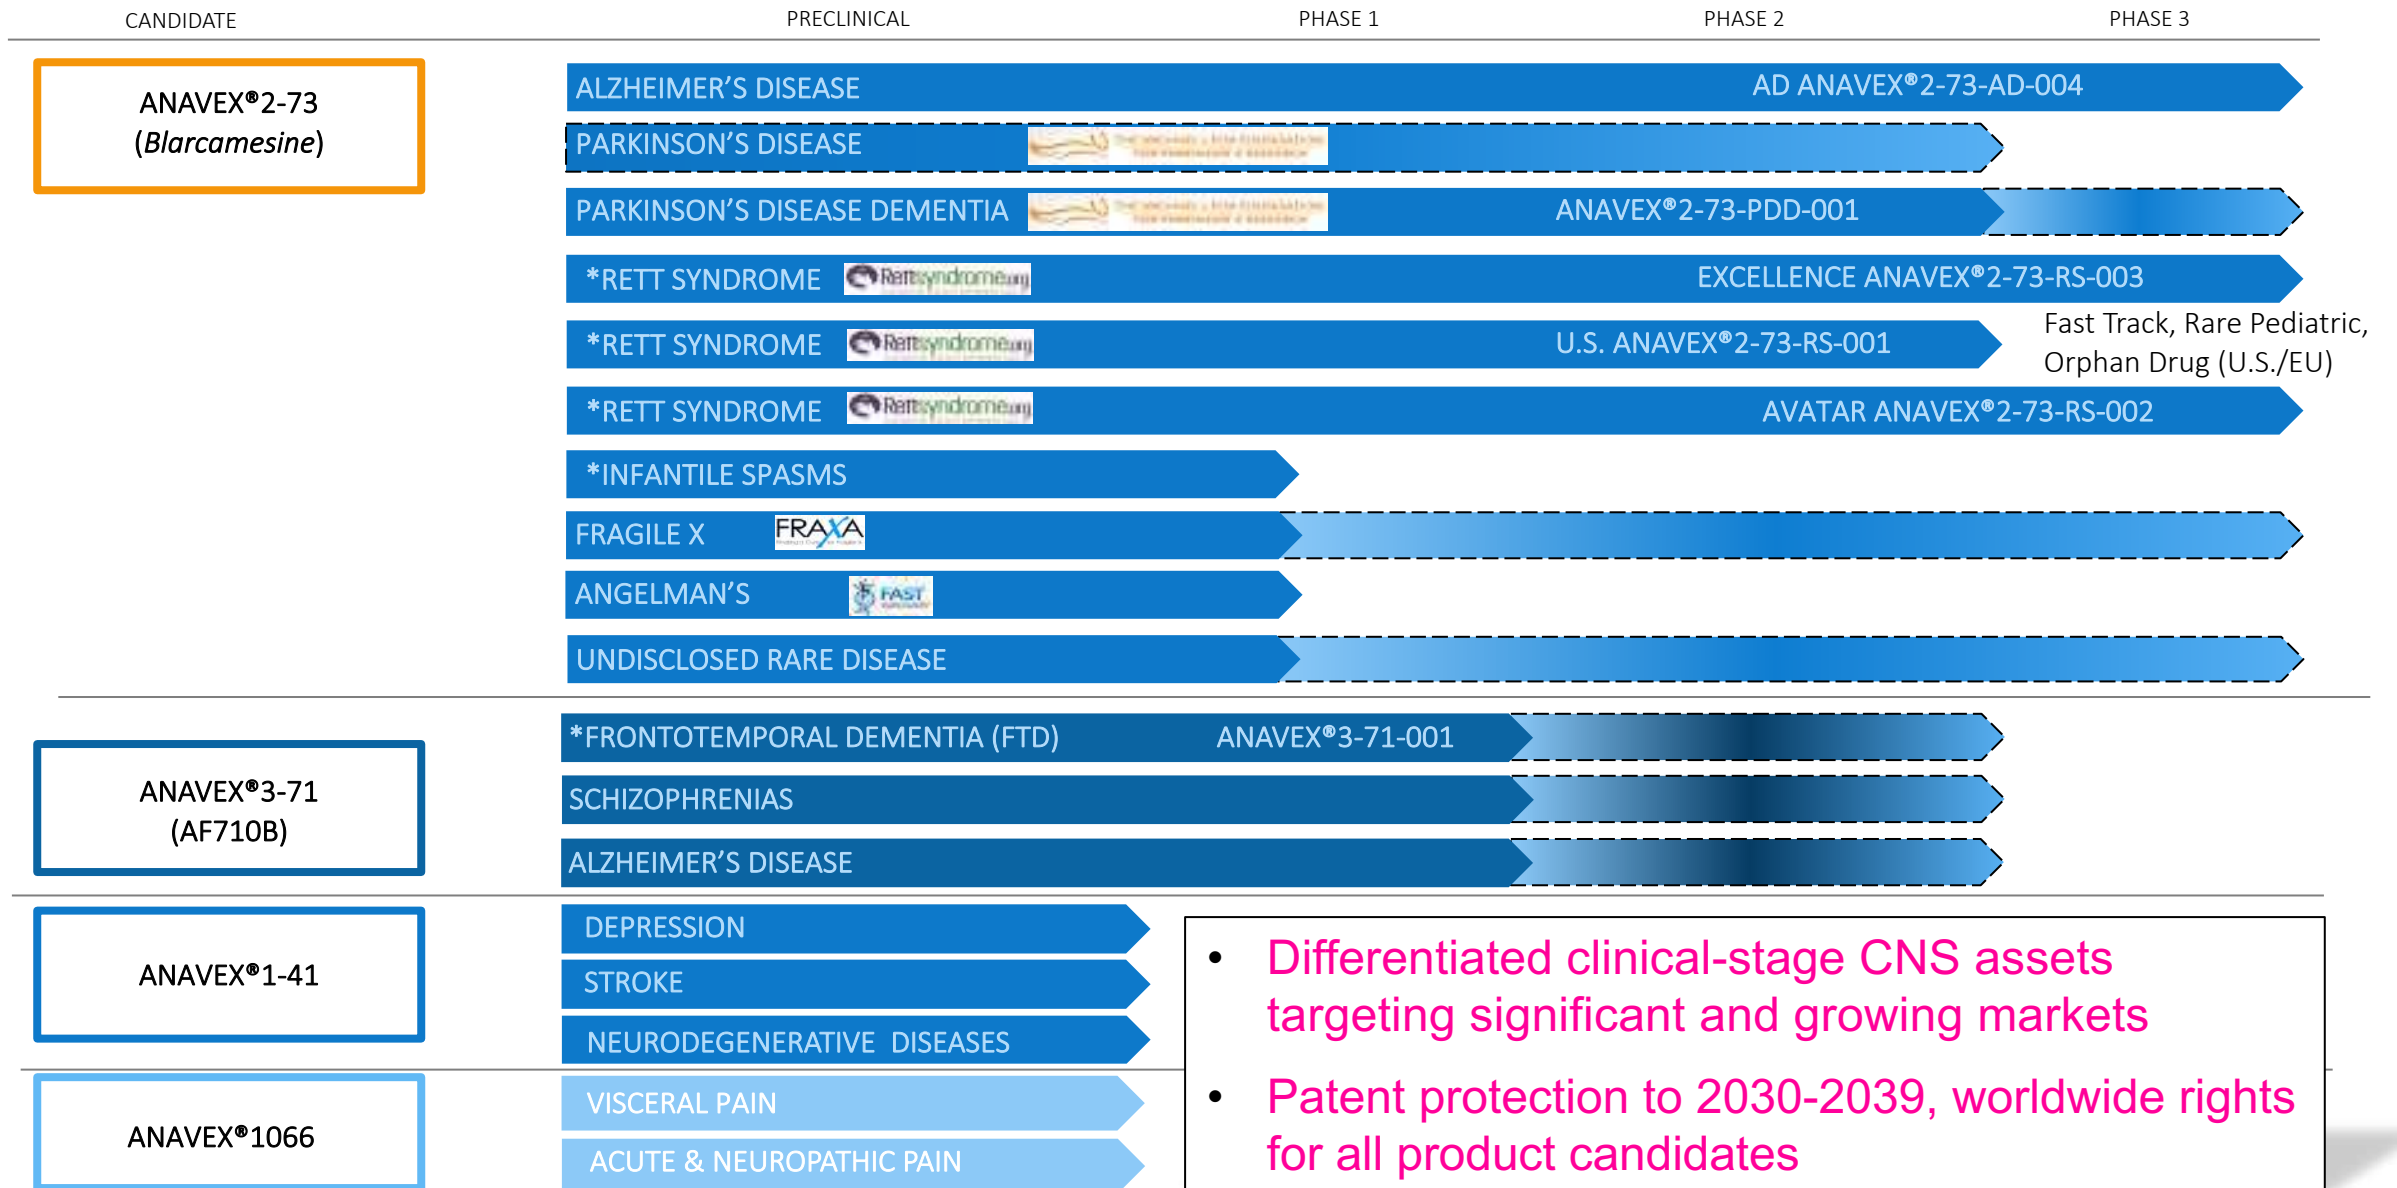 CANDIDATE PRECLINICAL PHASE 1 PHASE 2 PHASE 3
ANAVEX®2-73
(Blarcamesine)
ALZHEIMER'S DISEASE AD ANAVEX®2-73-AD-004
PARKINSON'S DISEASE
PARKINSON'S DISEASE DEMENTIA ANAVEX®2-73-PDD-001
*RETT SYNDROME Rettsyndrome.org EXCELLENCE ANAVEX®2-73-RS-003
*RETT SYNDROME Rettsyndrome.org U.S. ANAVEX®2-73-RS-001
Fast Track, Rare Pediatric,
Orphan Drug (U.S./EU)
*RETT SYNDROME Rettsyndrome.org AVATAR ANAVEX®2-73-RS-002
*INFANTILE SPASMS
FRAGILE X FRAXA
ANGELMAN'S FAST
UNDISCLOSED RARE DISEASE
ANAVEX®3-71
(AF710B)
*FRONTOTEMPORAL DEMENTIA (FTD) ANAVEX®3-71-001
SCHIZOPHRENIAS
ALZHEIMER'S DISEASE
ANAVEX®1-41
DEPRESSION
STROKE
NEURODEGENERATIVE DISEASES
ANAVEX®1066
VISCERAL PAIN
ACUTE & NEUROPATHIC PAIN
• Differentiated clinical-stage CNS assets
targeting significant and growing markets
• Patent protection to 2030-2039, worldwide rights
for all product candidates